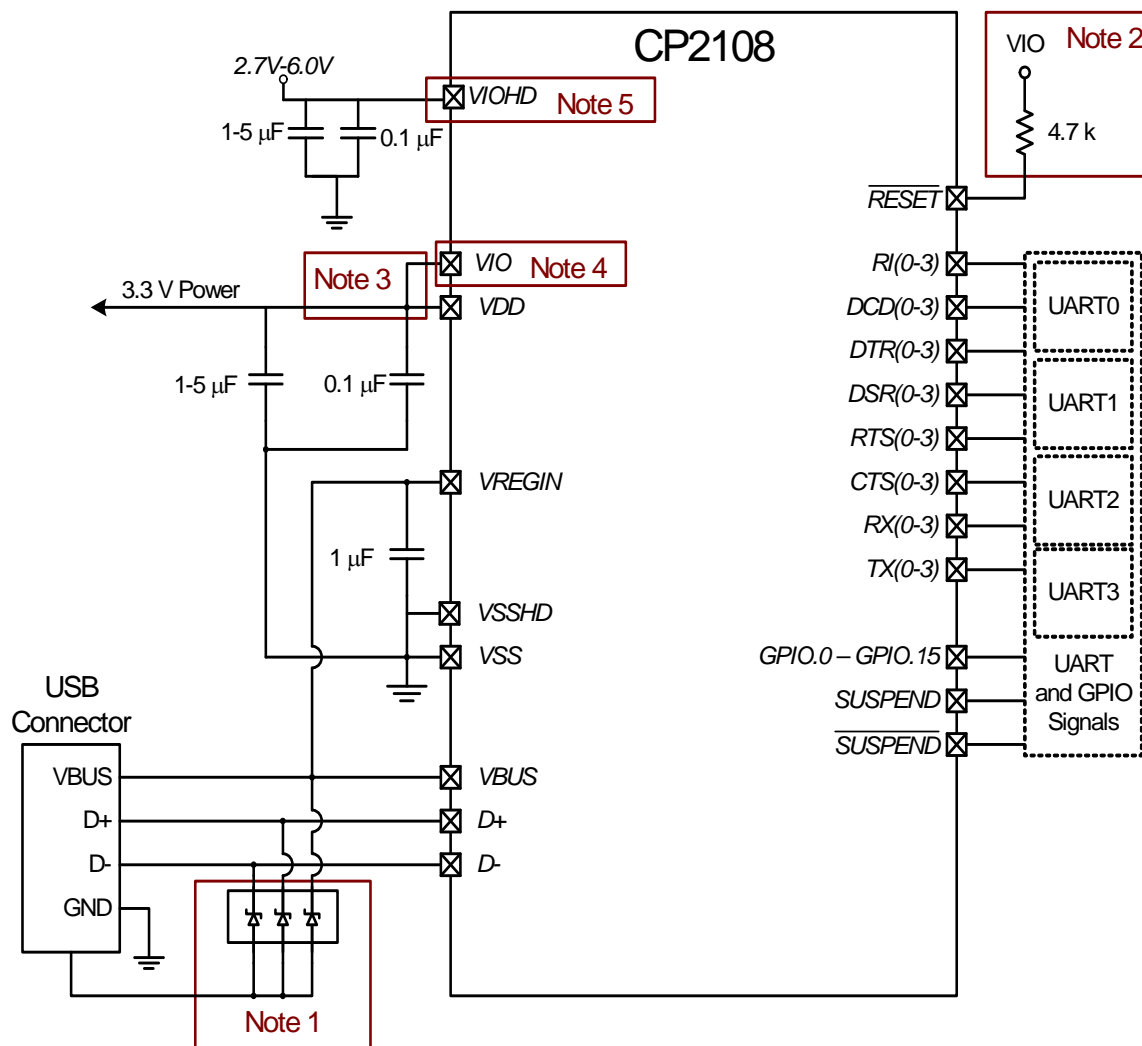 CP2108
VIO
Note 2
4.7 k
2.7V-6.0V
VIOHD
Note 5
1-5 μF
0.1 μF
RESET
Note 3
VIO
Note 4
3.3 V Power
VDD
1-5 μF
0.1 μF
VREGIN
1 μF
VSSHD
VSS
RI(0-3)
DCD(0-3)
DTR(0-3)
DSR(0-3)
RTS(0-3)
CTS(0-3)
RX(0-3)
TX(0-3)
GPIO.0 – GPIO.15
SUSPEND
SUSPEND
UART0
UART1
UART2
UART3
UART
and GPIO
Signals
USB
Connector
VBUS
D+
D-
GND
VBUS
D+
D-
Note 1